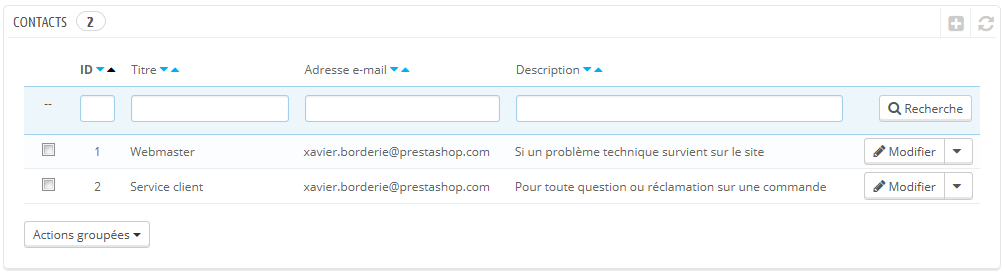 CONTACTS 2
ID Titre Adresse e-mail Description
-- Recherche
1 Webmaster xavier.borderie@prestashop.com Si un problème technique survient sur le site Modifier
2 Service client xavier.borderie@prestashop.com Pour toute question ou réclamation sur une commande Modifier
Actions groupées